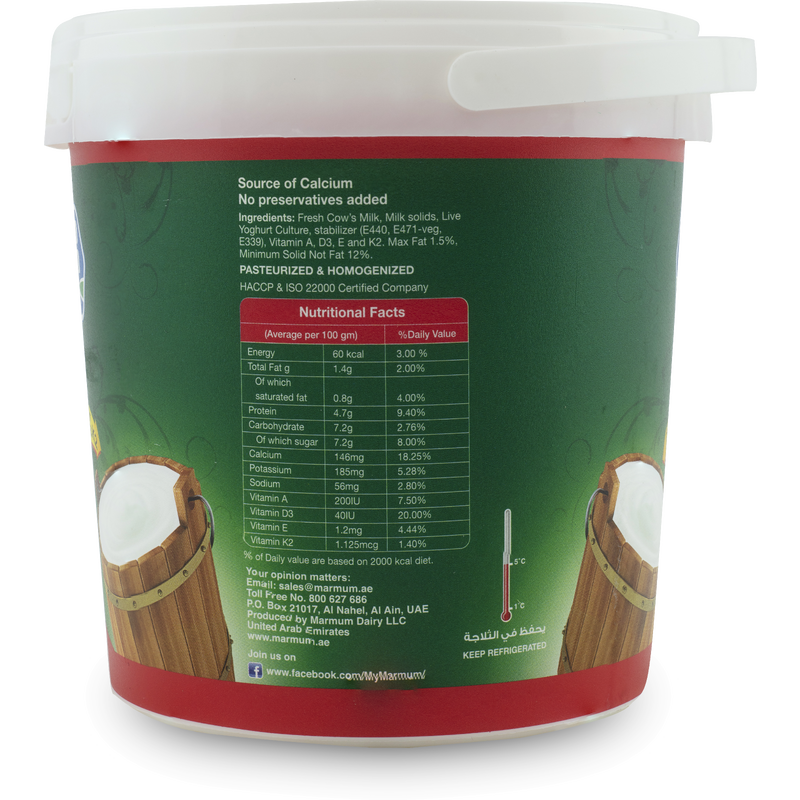 Source of Calcium
No preservatives added
Ingredients: Fresh Cow's Milk, Milk solids, Live
Yoghurt Culture, stabilizer (E440, E471-veg,
E339), Vitamin A, D3, E and K2. Max Fat 1.5%,
Minimum Solid Not Fat 12%.
PASTEURIZED & HOMOGENIZED
HACCP & ISO 22000 Certified Company
Nutritional Facts
(Average per 100 gm) %Daily Value
Energy 60 kcal 3.00 %
Total Fat g 1.4g 2.00%
Of which
saturated fat 0.8g 4.00%
Protein 4.7g 9.40%
Carbohydrate 7.2g 2.76%
Of which sugar 7.2g 8.00%
Calcium 146mg 18.25%
Potassium 185mg 5.28%
Sodium 56mg 2.80%
Vitamin A 200IU 7.50%
Vitamin D3 40IU 20.00%
Vitamin E 1.2mg 4.44%
Vitamin K2 1.125mcg 1.40%
% of Daily value are based on 2000 kcal diet.
Your opinion matters:
Email: sales@marmum.ae
Toll Free No. 800 627 686
P.O. Box 21017, Al Nahel, Al Ain, UAE
Produced by Marmum Dairy LLC
United Arab Emirates
www.marmum.ae
Join us on
f www.facebook.com/MyMarmum/
5°C
1°C
يحفظ في الثلاجة
KEEP REFRIGERATED